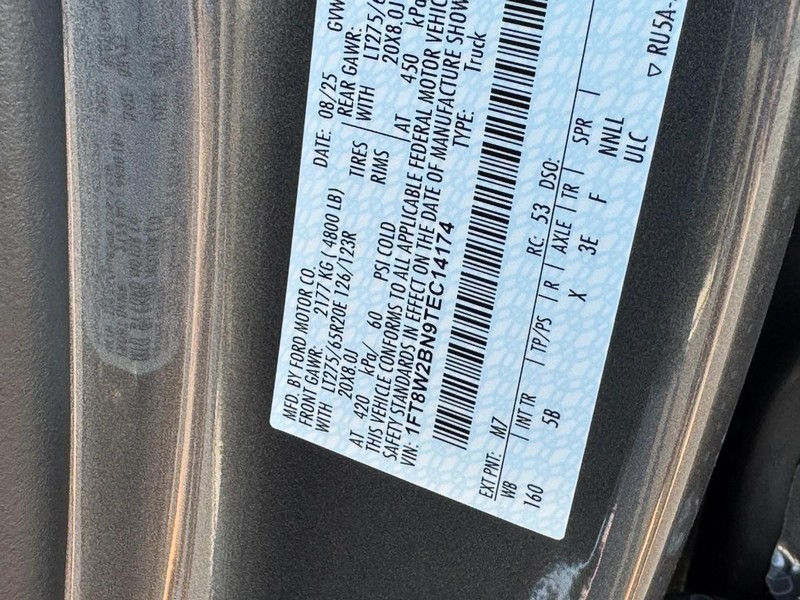 MFD. BY FORD MOTOR CO.
DATE: 08/25 GVW
FRONT GAWR: 2177 KG ( 4800 LB)
REAR GAWR:
WITH LT275/65R20E 126/123R TIRES WITH LT275/6
20X8.0J RIMS 20X8.0J
AT 420 kPa/ 60 PSI COLD AT 450 kPa
THIS VEHICLE CONFORMS TO ALL APPLICABLE FEDERAL MOTOR VEHIC
SAFETY STANDARDS IN EFFECT ON THE DATE OF MANUFACTURE SHOW
VIN: 1FT8W2BN9TEC14174 TYPE: Truck
EXT PNT: M7 RC: 53 DSO:
WB INT TR TP/PS R AXLE TR SPR
160 5B X 3E F NNLL
ULC
▽ RU5A-